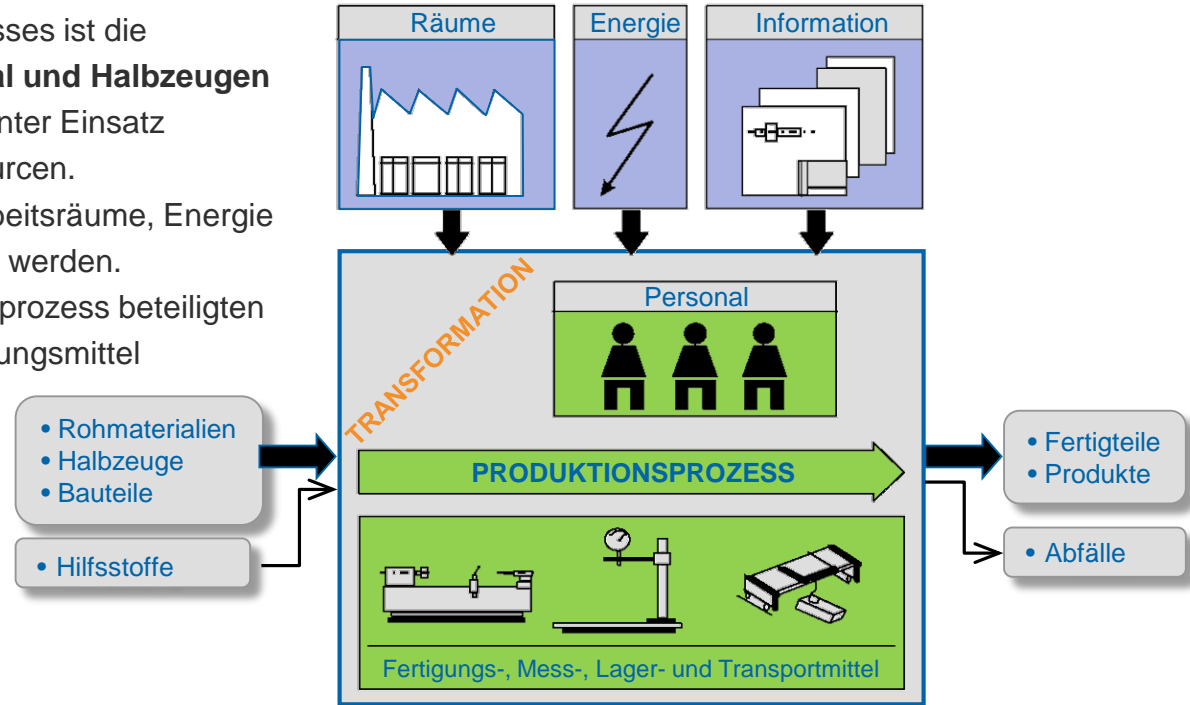 sses ist die
al und Halbzeugen
nter Einsatz
urcen.
beitsräume, Energie
werden.
prozess beteiligten
ungsmittel
Räume
Energie
Information
TRANSFORMATION
Personal
• Rohmaterialien
• Halbzeuge
• Bauteile
• Hilfsstoffe
PRODUKTIONSPROZESS
• Fertigteile
• Produkte
• Abfälle
Fertigungs-, Mess-, Lager- und Transportmittel